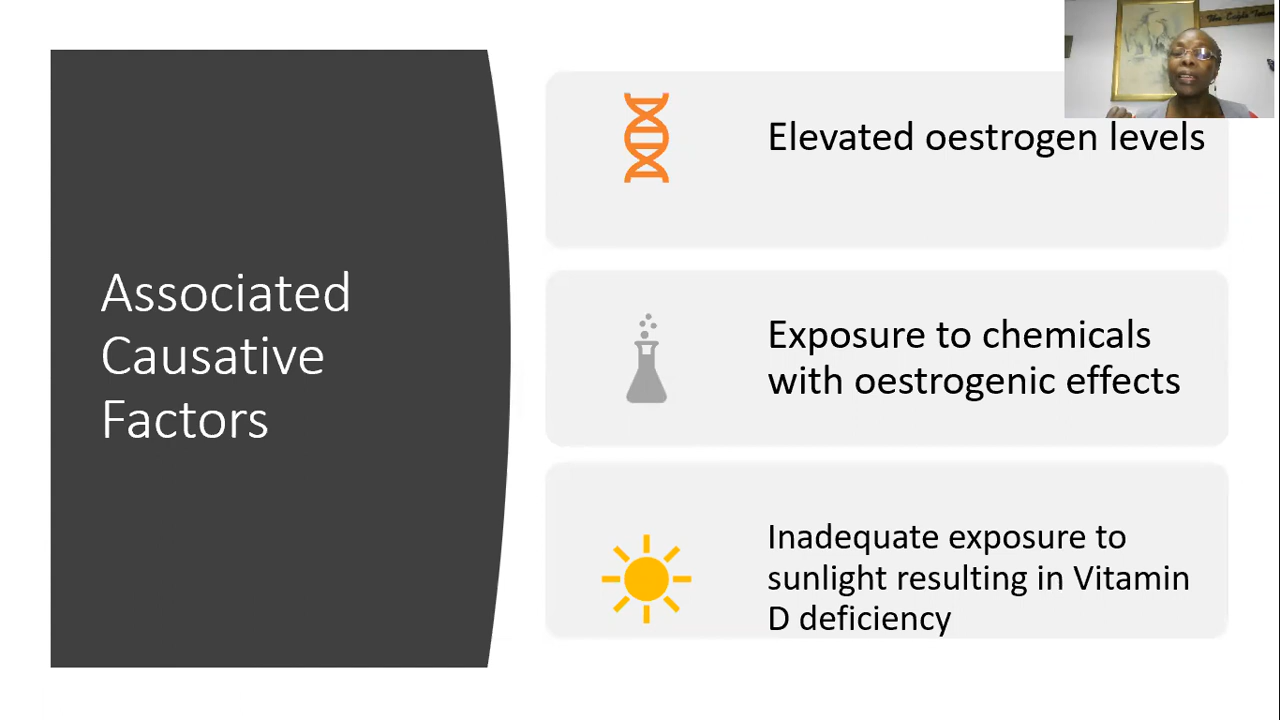 Associated
Causative
Factors
Elevated oestrogen levels
Exposure to chemicals
with oestrogenic effects
Inadequate exposure to
sunlight resulting in Vitamin
D deficiency